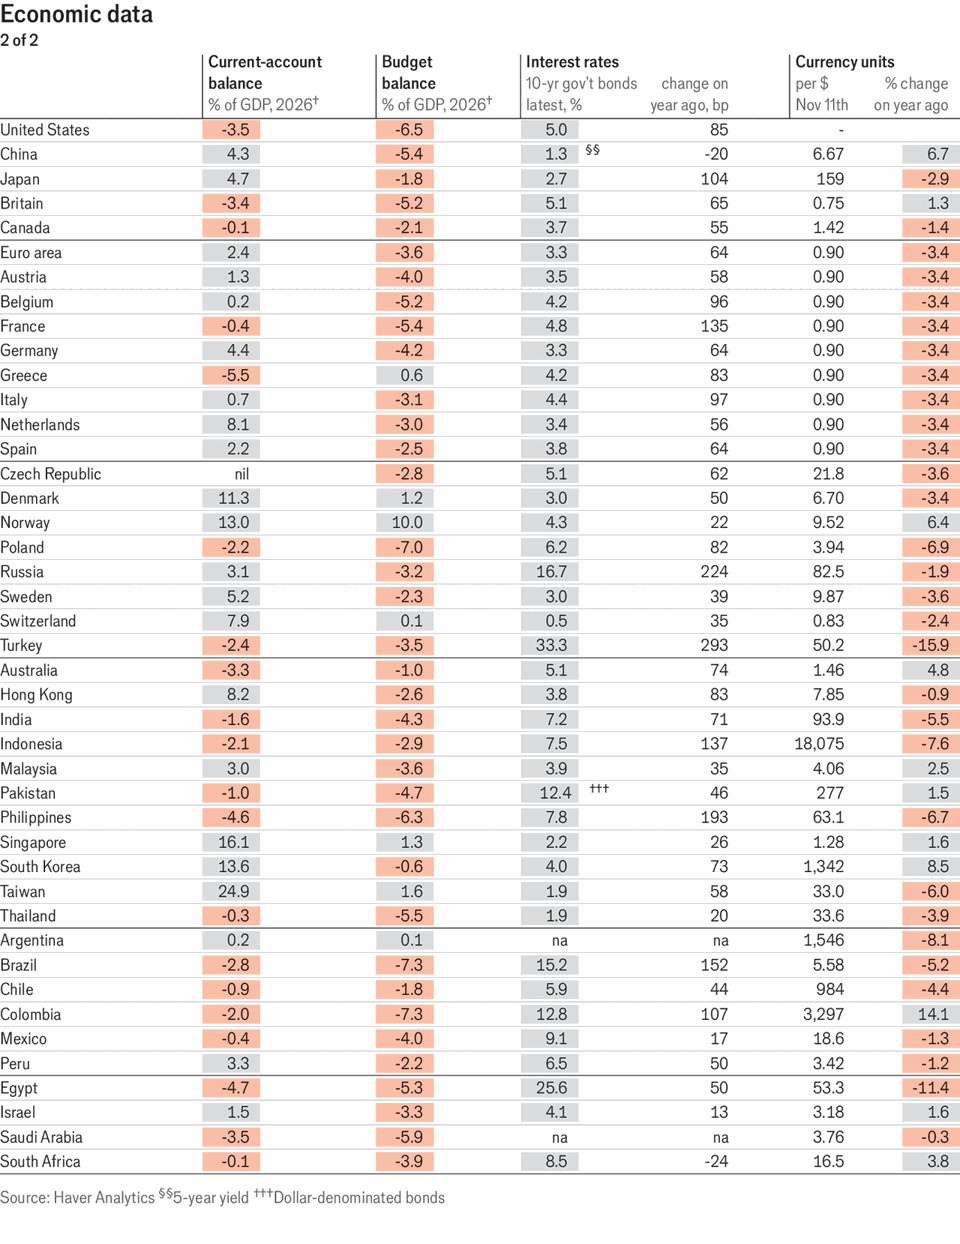 Economic data
2 of 2
Current-account balance % of GDP, 2026† Budget balance % of GDP, 2026† Interest rates 10-yr gov't bonds latest, % change on year ago, bp Currency units per $ Nov 11th % change on year ago
United States -3.5 -6.5 5.0 85 -
China 4.3 -5.4 1.3 §§ -20 6.67 6.7
Japan 4.7 -1.8 2.7 104 159 -2.9
Britain -3.4 -5.2 5.1 65 0.75 1.3
Canada -0.1 -2.1 3.7 55 1.42 -1.4
Euro area 2.4 -3.6 3.3 64 0.90 -3.4
Austria 1.3 -4.0 3.5 58 0.90 -3.4
Belgium 0.2 -5.2 4.2 96 0.90 -3.4
France -0.4 -5.4 4.8 135 0.90 -3.4
Germany 4.4 -4.2 3.3 64 0.90 -3.4
Greece -5.5 0.6 4.2 83 0.90 -3.4
Italy 0.7 -3.1 4.4 97 0.90 -3.4
Netherlands 8.1 -3.0 3.4 56 0.90 -3.4
Spain 2.2 -2.5 3.8 64 0.90 -3.4
Czech Republic nil -2.8 5.1 62 21.8 -3.6
Denmark 11.3 1.2 3.0 50 6.70 -3.4
Norway 13.0 10.0 4.3 22 9.52 6.4
Poland -2.2 -7.0 6.2 82 3.94 -6.9
Russia 3.1 -3.2 16.7 224 82.5 -1.9
Sweden 5.2 -2.3 3.0 39 9.87 -3.6
Switzerland 7.9 0.1 0.5 35 0.83 -2.4
Turkey -2.4 -3.5 33.3 293 50.2 -15.9
Australia -3.3 -1.0 5.1 74 1.46 4.8
Hong Kong 8.2 -2.6 3.8 83 7.85 -0.9
India -1.6 -4.3 7.2 71 93.9 -5.5
Indonesia -2.1 -2.9 7.5 137 18,075 -7.6
Malaysia 3.0 -3.6 3.9 35 4.06 2.5
Pakistan -1.0 -4.7 12.4 ††† 46 277 1.5
Philippines -4.6 -6.3 7.8 193 63.1 -6.7
Singapore 16.1 1.3 2.2 26 1.28 1.6
South Korea 13.6 -0.6 4.0 73 1,342 8.5
Taiwan 24.9 1.6 1.9 58 33.0 -6.0
Thailand -0.3 -5.5 1.9 20 33.6 -3.9
Argentina 0.2 0.1 na na 1,546 -8.1
Brazil -2.8 -7.3 15.2 152 5.58 -5.2
Chile -0.9 -1.8 5.9 44 984 -4.4
Colombia -2.0 -7.3 12.8 107 3,297 14.1
Mexico -0.4 -4.0 9.1 17 18.6 -1.3
Peru 3.3 -2.2 6.5 50 3.42 -1.2
Egypt -4.7 -5.3 25.6 50 53.3 -11.4
Israel 1.5 -3.3 4.1 13 3.18 1.6
Saudi Arabia -3.5 -5.9 na na 3.76 -0.3
South Africa -0.1 -3.9 8.5 -24 16.5 3.8
Source: Haver Analytics §§5-year yield †††Dollar-denominated bonds